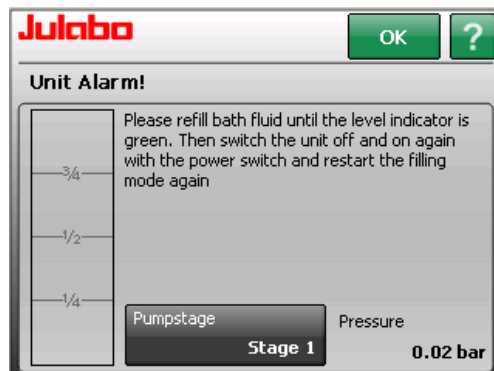 Julabo
OK
?
Unit Alarm!
Please refill bath fluid until the level indicator is
green. Then switch the unit off and on again
with the power switch and restart the filling
mode again
3/4
1/2
1/4
Pumpstage
Stage 1
Pressure
0.02 bar